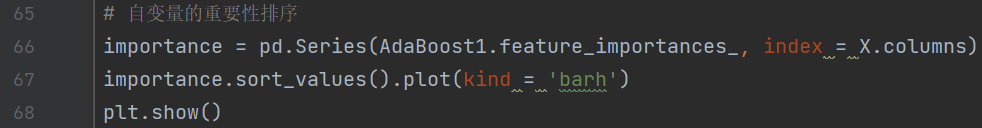 65 # 自变量的重要性排序
66 importance = pd.Series(AdaBoost1.feature_importances_, index = X.columns)
67 importance.sort_values().plot(kind = 'barh')
68 plt.show()